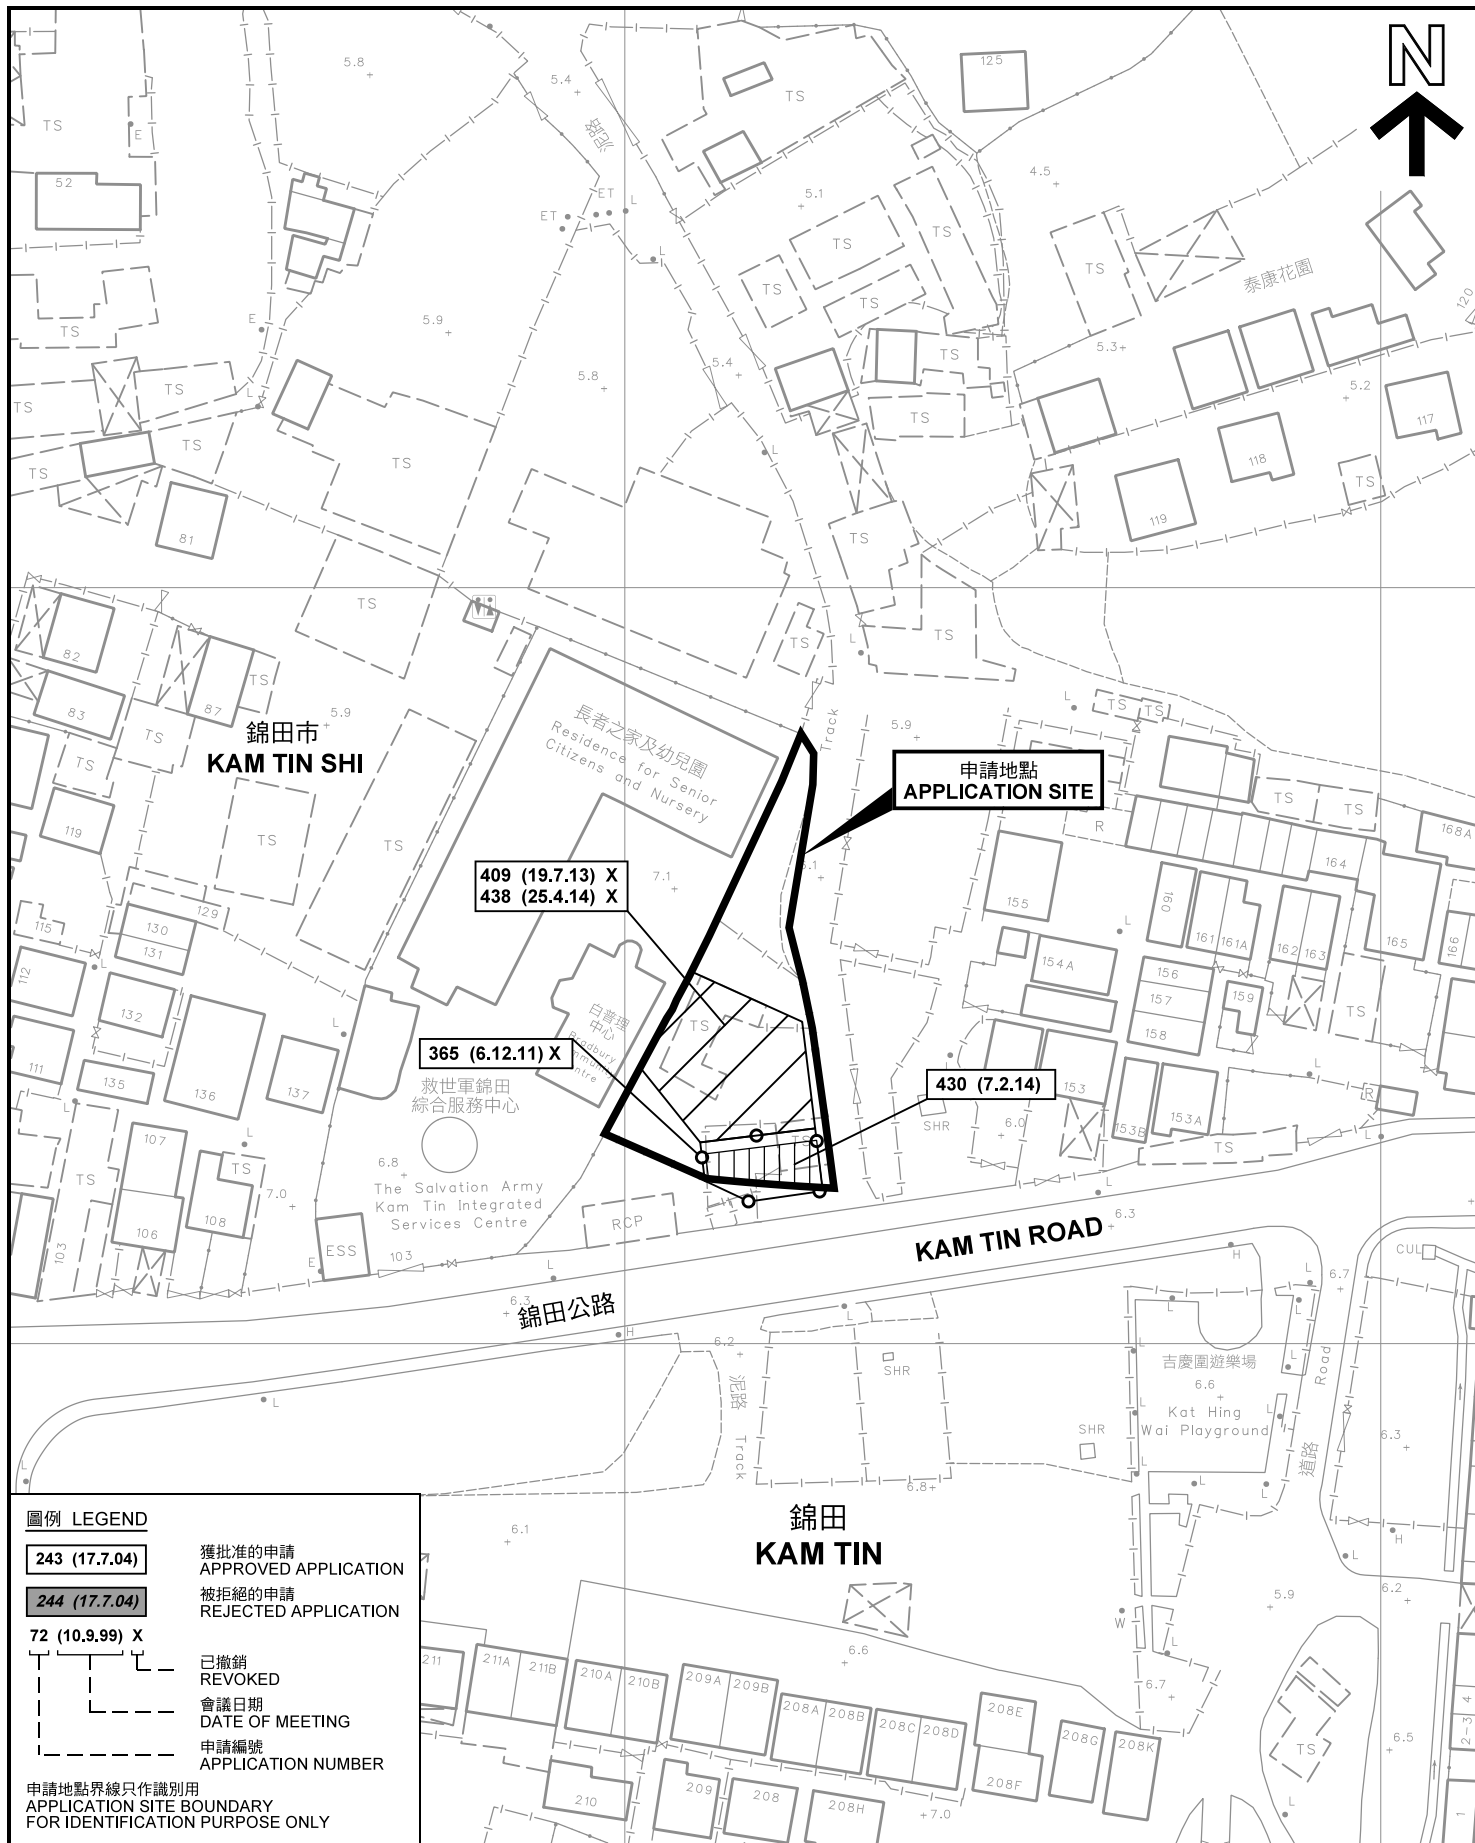 N
5.8
5.4
TS
125
TS
E
泥路
4.5
52
5.1
ET
ET
L
TS
TS
L
TS
泰康花園
TS
TS
120
E
5.9
TS
5.4
TS
5.3
5.8
5.2
TS
L
TS
117
TS
TS
L
118
TS
TS
TS
119
81
TS
TS
TS
82
TS
L
TS
83
87
5.9
長者之家及幼兒園
Residence for Senior
Citizens and Nursery
Track
5.9
L
TS
TS
錦田市
KAM TIN SHI
TS
TS
申請地點
APPLICATION SITE
TS
TS
119
TS
TS
R
168A
164
409 (19.7.13) X
438 (25.4.14) X
7.1
155
160
115
129
130
131
L
161
161A
162
163
165
166
112
L
154A
156
157
158
159
132
白普理
中心
TS
TS
365 (6.12.11) X
L
L
430 (7.2.14)
L
111
135
136
137
救世軍錦田
綜合服務中心
153
R
L
SHR
6.0
153B
153A
L
107
L
TS
TS
TS
TS
6.8
The Salvation Army
Kam Tin Integrated
Services Centre
7.0
L
103
106
108
RCP
6.3
ESS
103
KAM TIN ROAD
E
L
H
CUL
6.7
6.3
錦田公路
L
L
L
H
6.2
SHR
吉慶圍遊樂場
6.6
Kat Hing
Wai Playground
Road
L
L
泥路
Track
L
L
SHR
6.3
道路
L
L
L
L
6.8
錦田
KAM TIN
6.1
H
L
圖例 LEGEND
243 (17.7.04)
獲批准的申請
APPROVED APPLICATION
244 (17.7.04)
被拒絕的申請
REJECTED APPLICATION
72 (10.9.99) X
已撤銷
REVOKED
會議日期
DATE OF MEETING
申請編號
APPLICATION NUMBER
申請地點界線只作識別用
APPLICATION SITE BOUNDARY
FOR IDENTIFICATION PURPOSE ONLY
5.9
6.2
W
6.6
L
211
211A
211B
210A
210B
209A
209B
6.7
208A
208B
208C
208D
208E
208G
208K
208F
TS
6.5
2-3
4
210
209
208
208H
7.0
L
1